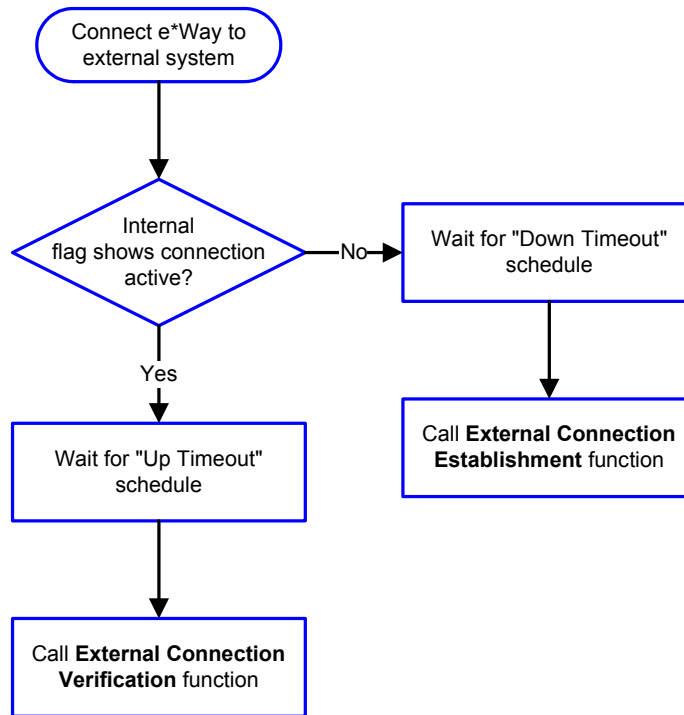 Connect e*Way to
external system
Internal
flag shows connection
active?
No
Wait for "Down Timeout"
schedule
Yes
Call External Connection
Establishment function
Wait for "Up Timeout"
schedule
Call External Connection
Verification function